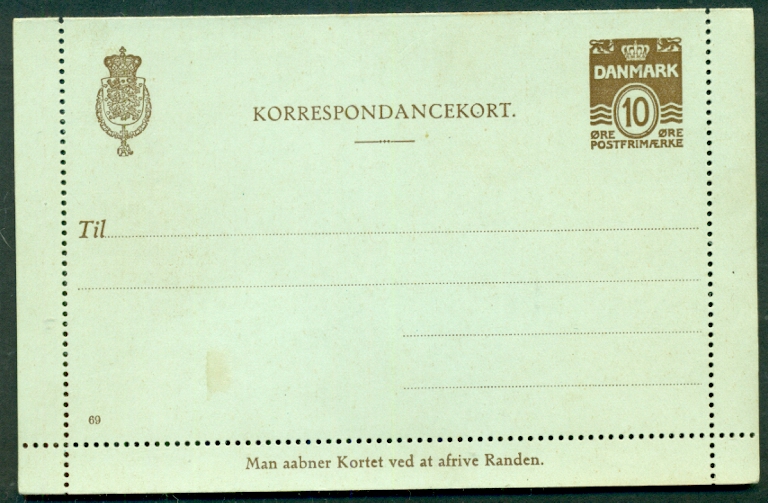 KORRESPONDANCEKORT.
DANMARK
10
ØRE ØRE
POSTFRIMÆRKE
Til
69
Man aabner Kortet ved at afrive Randen.